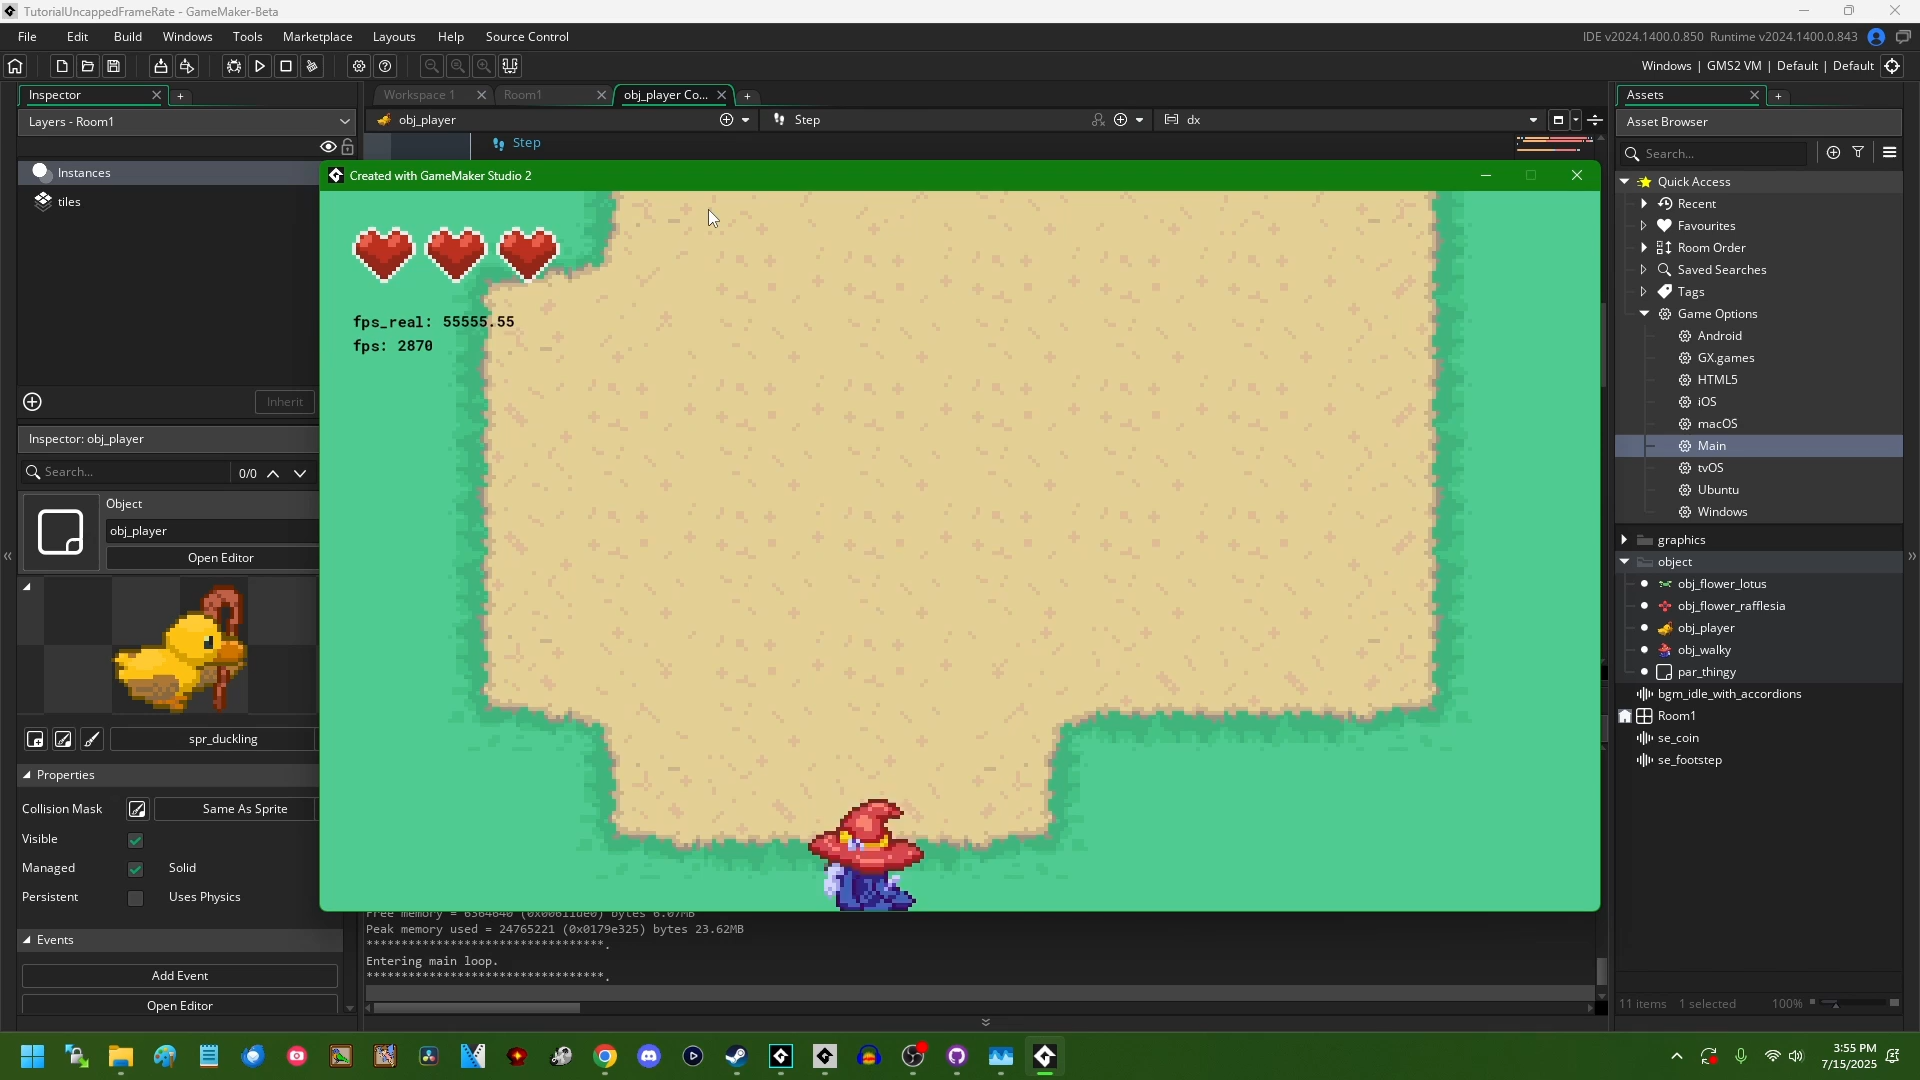 TutorialUncappedFrameRate - GameMaker-Beta
File Edit Build Windows Tools Marketplace Layouts Help Source Control
IDE v2024.1400.0.850 Runtime v2024.1400.0.843
Windows | GMS2 VM | Default | Default
Inspector
Layers - Room1
Instances
tiles
Inherit
Inspector: obj_player
Search...
0/0
Object
obj_player
Open Editor
spr_duckling
Properties
Collision Mask
Same As Sprite
Visible
Managed
Solid
Persistent
Uses Physics
Events
Add Event
Open Editor
Workspace 1
Room1
obj_player Co...
obj_player
Step
dx
Step
Created with GameMaker Studio 2
fps_real: 55555.55
fps: 2870
Free memory = 6364640 (0x00611de0) bytes 6.07MB
Peak memory used = 24765221 (0x0179e325) bytes 23.62MB
*********************************.
Entering main loop.
*********************************.
Assets
Asset Browser
Search...
Quick Access
Recent
Favourites
Room Order
Saved Searches
Tags
Game Options
Android
GX.games
HTML5
iOS
macOS
Main
tvOS
Ubuntu
Windows
graphics
object
obj_flower_lotus
obj_flower_rafflesia
obj_player
obj_walky
par_thingy
bgm_idle_with_accordions
Room1
se_coin
se_footstep
11 items 1 selected 100%
3:55 PM
7/15/2025